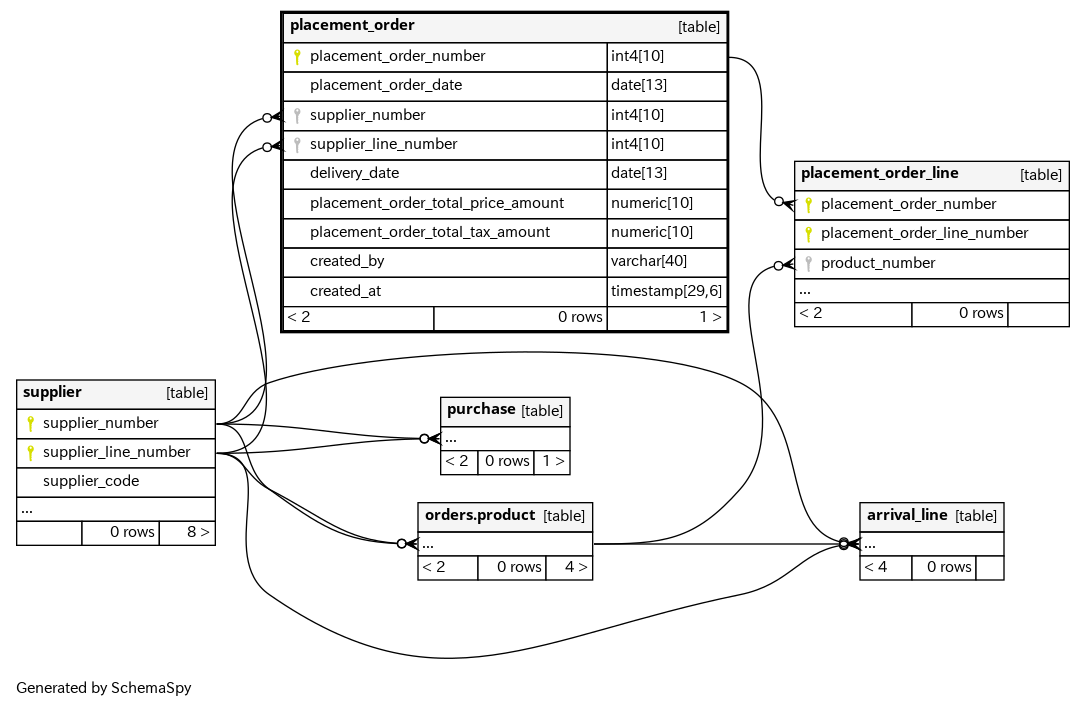 placement_order [table]
placement_order_number int4[10]
placement_order_date date[13]
supplier_number int4[10]
supplier_line_number int4[10]
delivery_date date[13]
placement_order_total_price_amount numeric[10]
placement_order_total_tax_amount numeric[10]
created_by varchar[40]
created_at timestamp[29,6]
< 2 0 rows 1 >
placement_order_line [table]
placement_order_number
placement_order_line_number
product_number
...
< 2 0 rows
supplier [table]
supplier_number
supplier_line_number
supplier_code
...
0 rows 8 >
purchase [table]
...
< 2 0 rows 1 >
orders.product [table]
...
< 2 0 rows 4 >
arrival_line [table]
...
< 4 0 rows
Generated by SchemaSpy